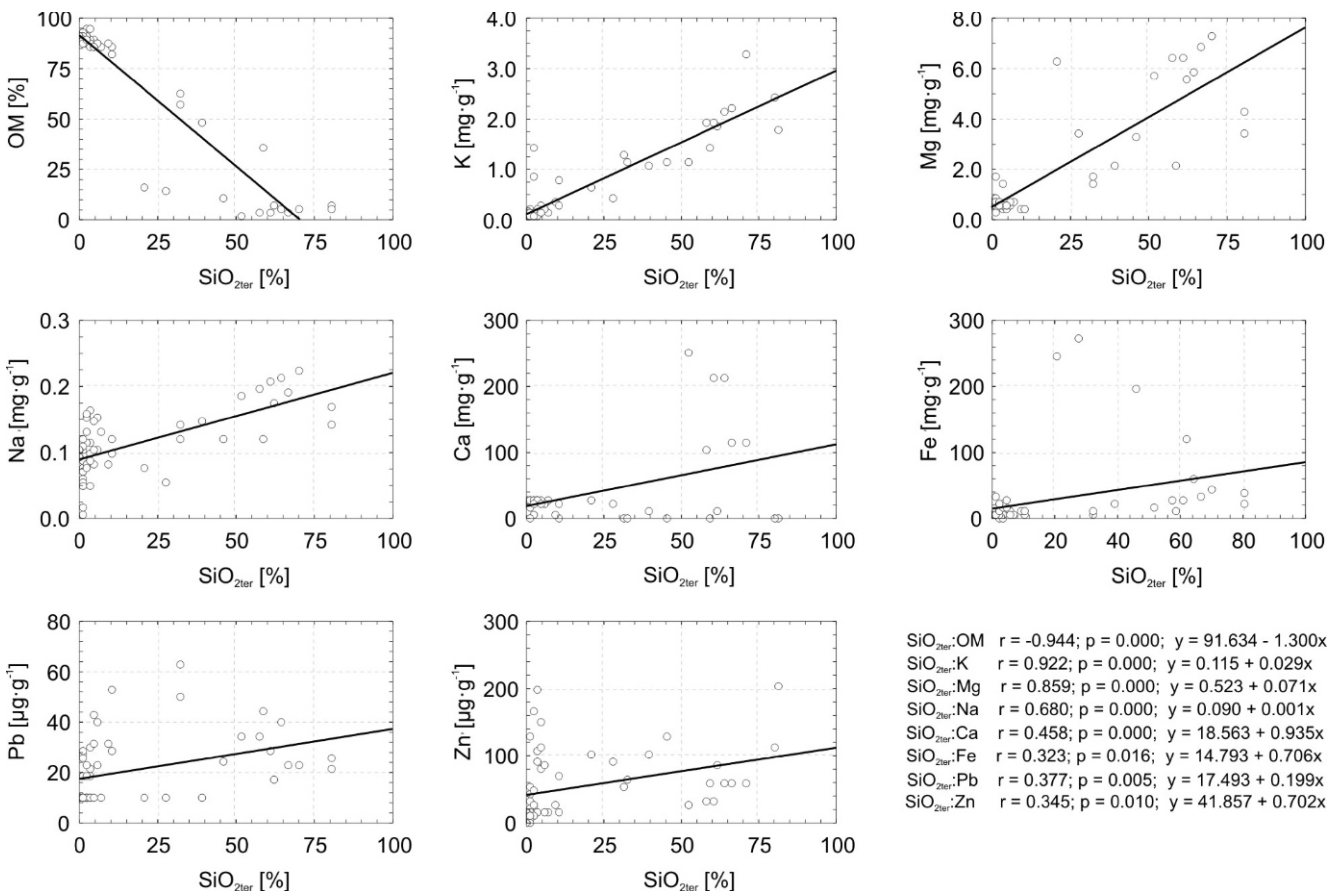 100
75
50
25
0
OM [%]
0 25 50 75 100
SiO2ter [%]
4.0
3.0
2.0
1.0
0.0
K [mg·g-1]
0 25 50 75 100
SiO2ter [%]
8.0
6.0
4.0
2.0
0.0
Mg [mg·g-1]
0 25 50 75 100
SiO2ter [%]
0.3
0.2
0.1
0
Na [mg·g-1]
0 25 50 75 100
SiO2ter [%]
300
200
100
0
Ca [mg·g-1]
0 25 50 75 100
SiO2ter [%]
300
200
100
0
Fe [mg·g-1]
0 20 40 60 80 100
SiO2ter [%]
80
60
40
20
0
Pb [µg·g-1]
0 25 50 75 100
SiO2ter [%]
300
200
100
0
Zn [µg·g-1]
0 25 50 75 100
SiO2ter [%]
SiO2ter:OM r = -0.944; p = 0.000; y = 91.634 - 1.300x
SiO2ter:K r = 0.922; p = 0.000; y = 0.115 + 0.029x
SiO2ter:Mg r = 0.859; p = 0.000; y = 0.523 + 0.071x
SiO2ter:Na r = 0.680; p = 0.000; y = 0.090 + 0.001x
SiO2ter:Ca r = 0.458; p = 0.000; y = 18.563 + 0.935x
SiO2ter:Fe r = 0.323; p = 0.016; y = 14.793 + 0.706x
SiO2ter:Pb r = 0.377; p = 0.005; y = 17.493 + 0.199x
SiO2ter:Zn r = 0.345; p = 0.010; y = 41.857 + 0.702x